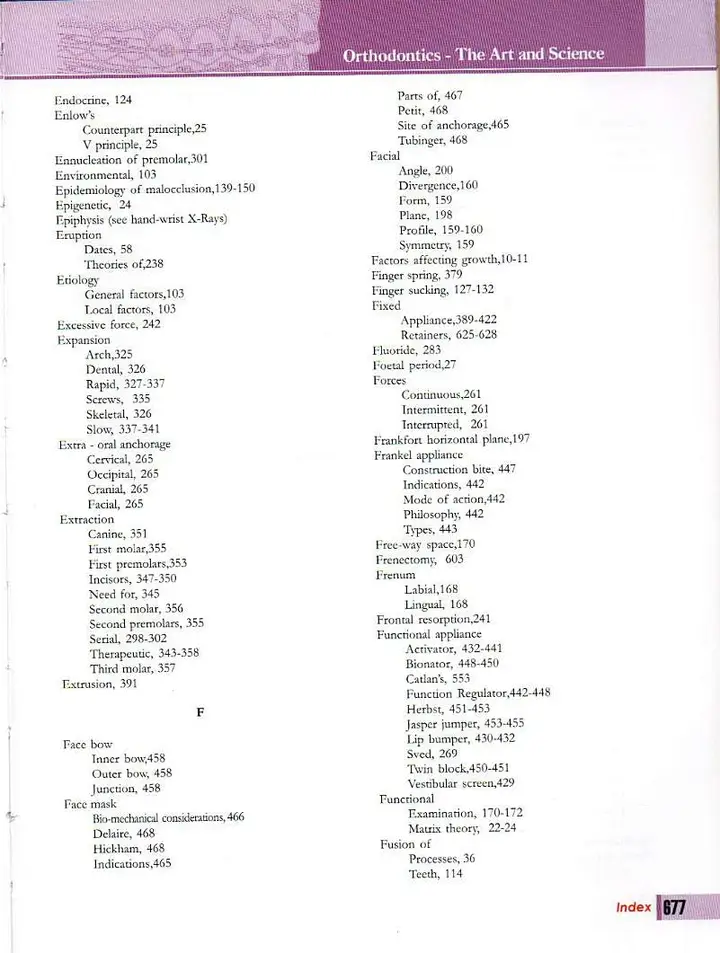 Orthodontics - The Art and Science
Endocrine, 124
Enlow's
Counterpart principle,25
V principle, 25
Ennucleation of premolar,301
Environmental, 103
Epidemiology of malocclusion,139-150
Epigenetic, 24
Epiphysis (see hand-wrist X-Rays)
Eruption
Dates, 58
Theories of,238
Etiology
General factors,103
Local factors, 103
Excessive force, 242
Expansion
Arch,325
Dental, 326
Rapid, 327-337
Screws, 335
Skeletal, 326
Slow, 337-341
Extra - oral anchorage
Cervical, 265
Occipital, 265
Cranial, 265
Facial, 265
Extraction
Canine, 351
First molar,355
First premolars,353
Incisors, 347-350
Need for, 345
Second molar, 356
Second premolars, 355
Serial, 298-302
Therapeutic, 343-358
Third molar, 357
Extrusion, 391
F
Face bow
Inner bow,458
Outer bow, 458
Junction, 458
Face mask
Bio-mechanical considerations, 466
Delaire, 468
Hickham, 468
Indications,465
Parts of, 467
Petit, 468
Site of anchorage,465
Tubinger, 468
Facial
Angle, 200
Divergence,160
Form, 159
Plane, 198
Profile, 159-160
Symmetry, 159
Factors affecting growth,10-11
Finger spring, 379
Finger sucking, 127-132
Fixed
Appliance,389-422
Retainers, 625-628
Fluoride, 283
Foetal period,27
Forces
Continuous,261
Intermittent, 261
Interrupted, 261
Frankfort horizontal plane,197
Frankel appliance
Construction bite, 447
Indications, 442
Mode of action,442
Philosophy, 442
Types, 443
Free-way space,170
Frenectomy, 603
Frenum
Labial,168
Lingual, 168
Frontal resorption,241
Functional appliance
Activator, 432-441
Bionator, 448-450
Catlan's, 553
Function Regulator,442-448
Herbst, 451-453
Jasper jumper, 453-455
Lip bumper, 430-432
Sved, 269
Twin block,450-451
Vestibular screen,429
Functional
Examination, 170-172
Matrix theory, 22-24
Fusion of
Processes, 36
Teeth, 114
Index 677